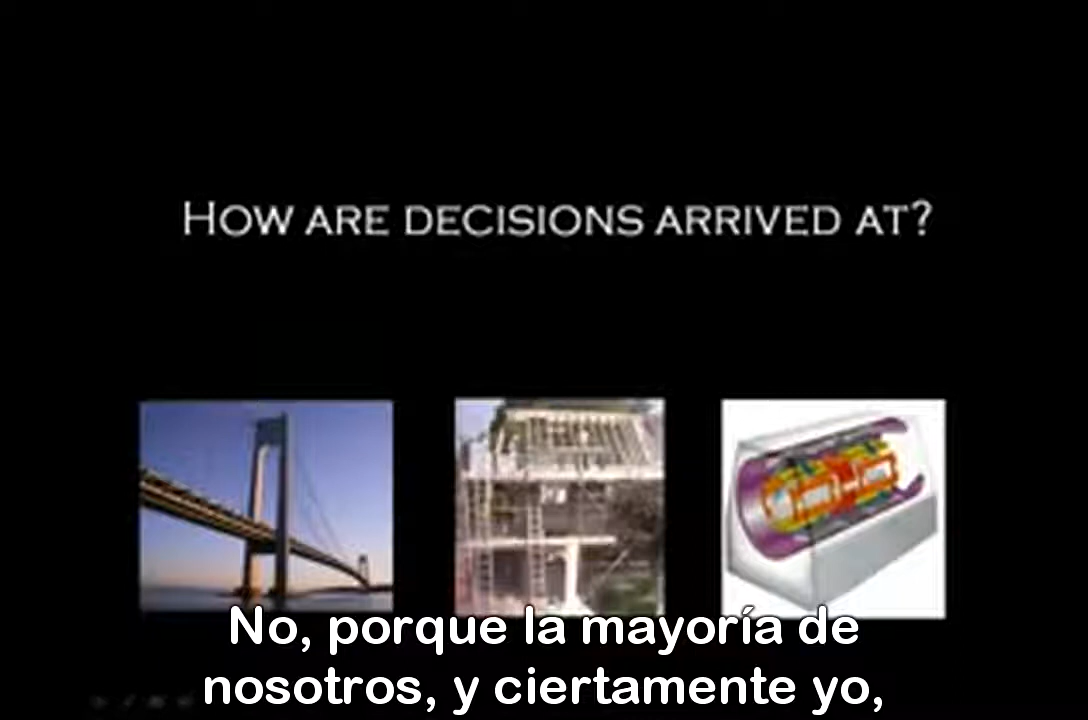 HOW ARE DECISIONS ARRIVED AT?
No, porque la mayoría de
nosotros, y ciertamente yo,